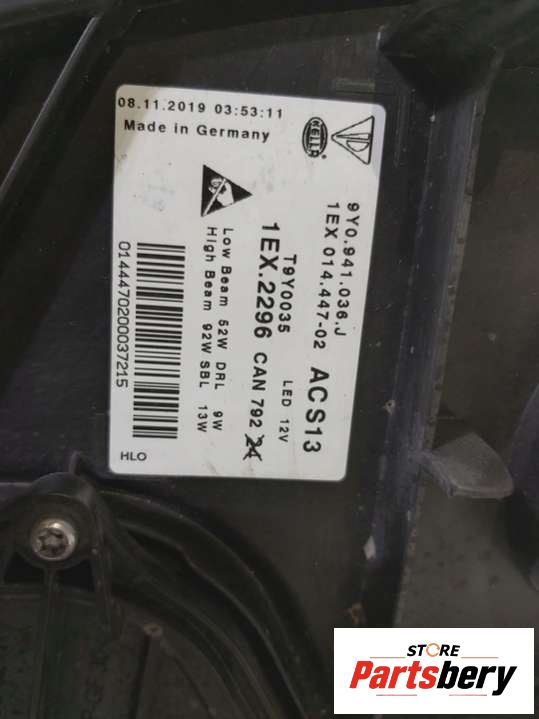 08.11.2019 03:53:11
Made in Germany
HELLA
9Y0.941.036.J
1EX 014.447-02 ACS13
T9Y0035 LED 12V
1EX.2296 CAN 792 24
Low Beam 52W DRL 9W
High Beam 92W SBL 13W
0144470200037215
HLO
STORE
Partsbery